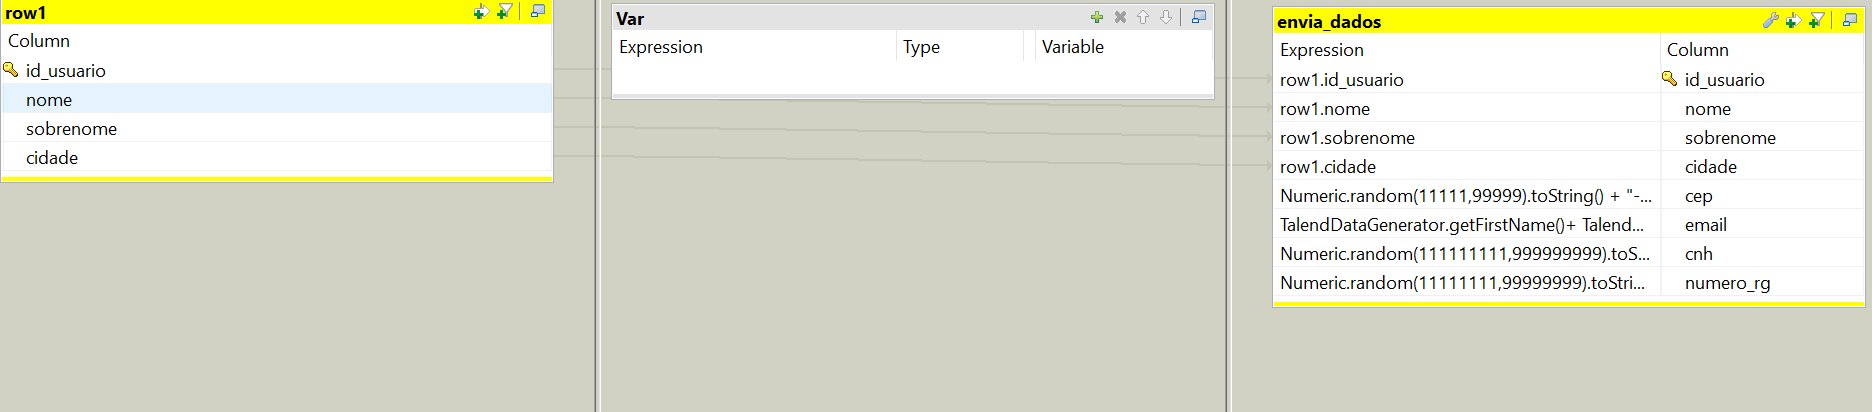 row1
Column
id_usuario
nome
sobrenome
cidade
Var
Expression Type Variable
envia_dados
Expression Column
row1.id_usuario id_usuario
row1.nome nome
row1.sobrenome sobrenome
row1.cidade cidade
Numeric.random(11111,99999).toString() + "-... cep
TalendDataGenerator.getFirstName()+ Talend... email
Numeric.random(111111111,999999999).toS... cnh
Numeric.random(11111111,99999999).toStri... numero_rg